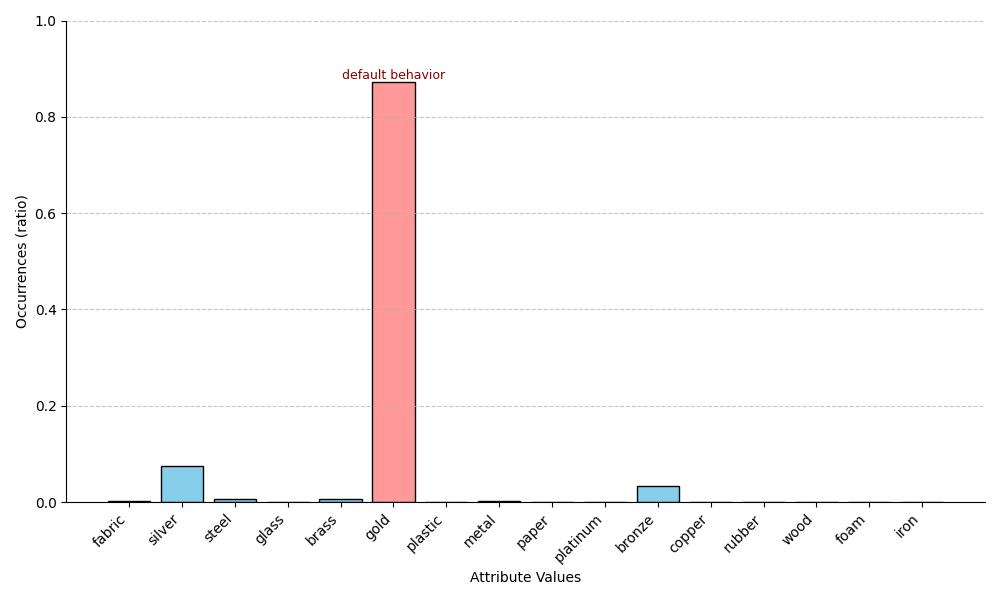 1.0
default behavior
0.8
0.6
0.4
0.2
0.0
Occurrences (ratio)
fabric
silver
steel
glass
brass
gold
plastic
metal
paper
platinum
bronze
copper
rubber
wood
foam
iron
Attribute Values